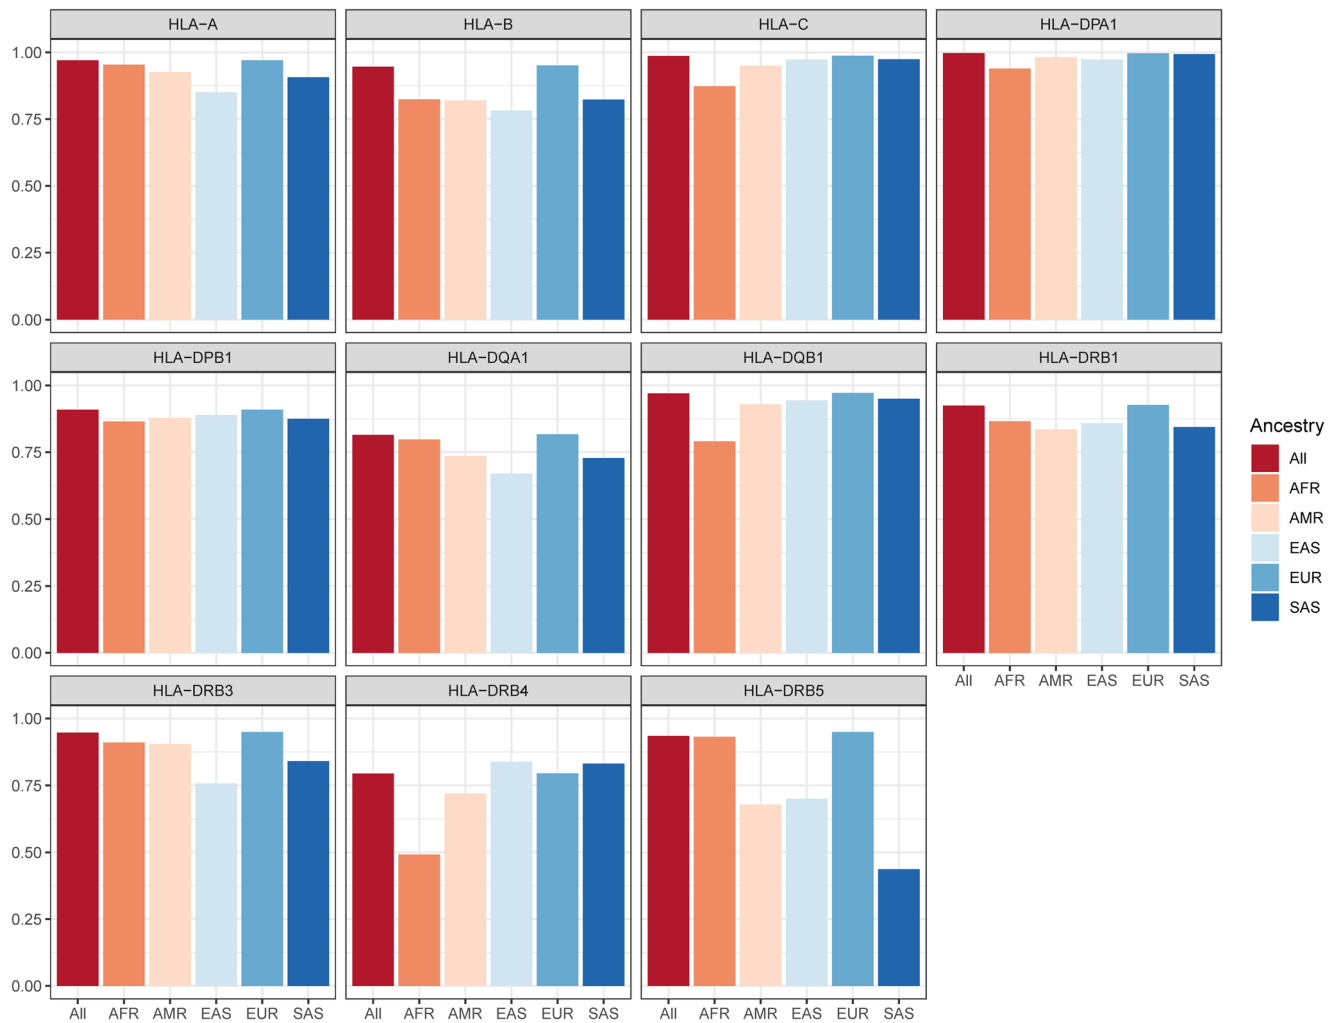 HLA−A HLA−B HLA−C HLA−DPA1
1.00
0.75
0.50
0.25
0.00
HLA−DPB1 HLA−DQA1 HLA−DQB1 HLA−DRB1
1.00
0.75
0.50
0.25
0.00
All AFR AMR EAS EUR SAS
HLA−DRB3 HLA−DRB4 HLA−DRB5
1.00
0.75
0.50
0.25
0.00
All AFR AMR EAS EUR SAS All AFR AMR EAS EUR SAS All AFR AMR EAS EUR SAS
Ancestry
All
AFR
AMR
EAS
EUR
SAS